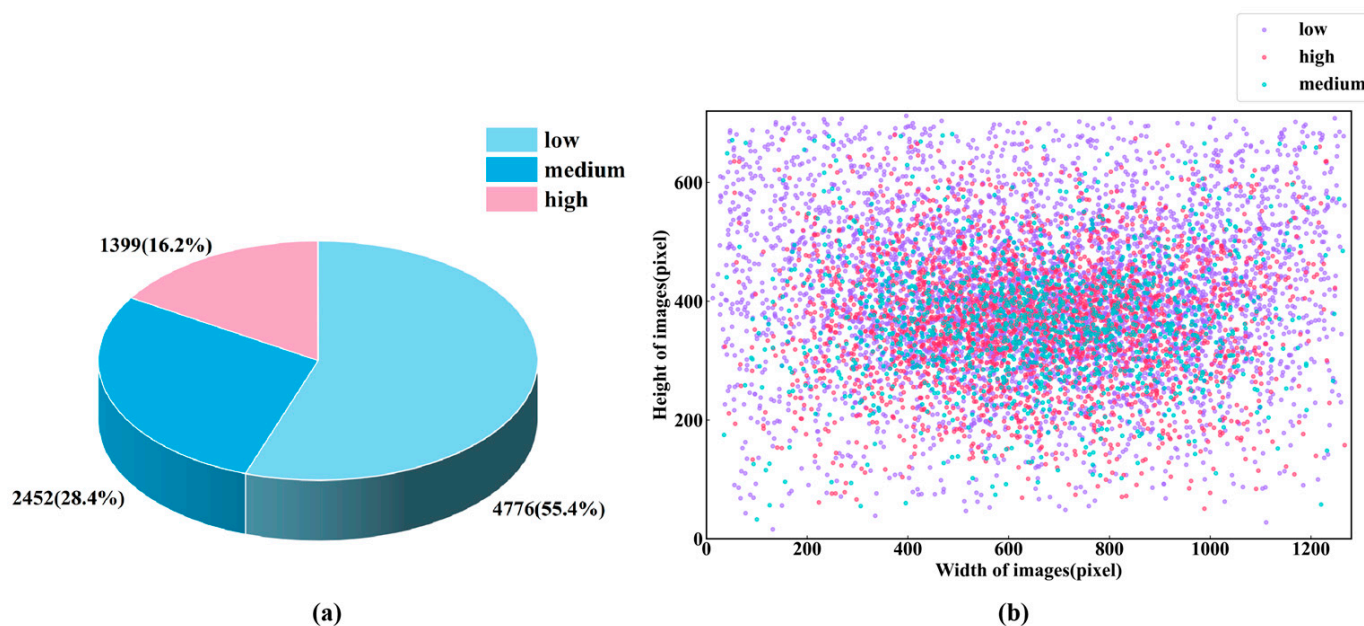 low
medium
high
1399(16.2%)
2452(28.4%)
4776(55.4%)
(a)
low
high
medium
600
400
200
0
0 200 400 600 800 1000 1200
Height of images(pixel)
Width of images(pixel)
(b)